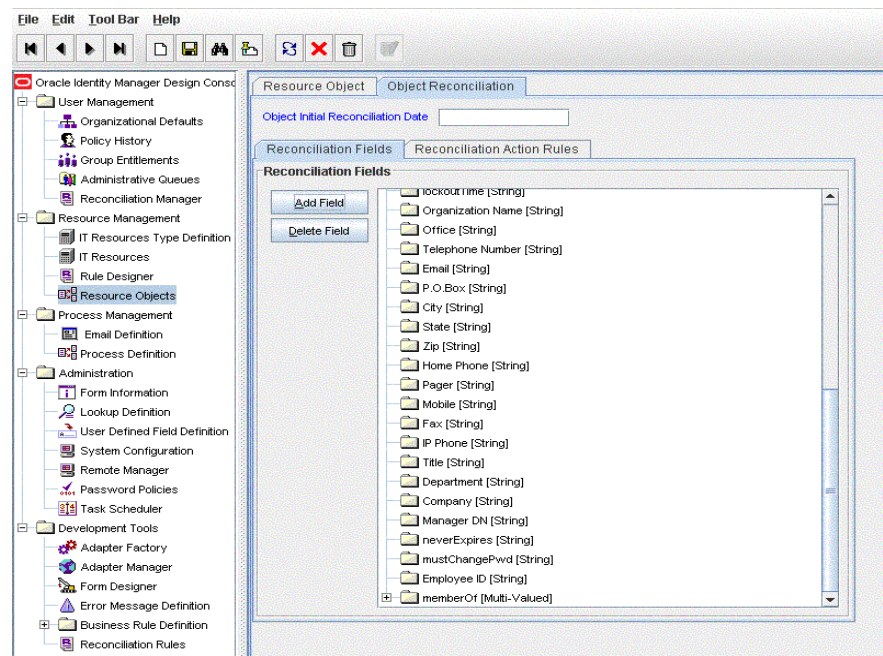 File Edit Tool Bar Help
Oracle Identity Manager Design Consc
User Management
Organizational Defaults
Policy History
Group Entitlements
Administrative Queues
Reconciliation Manager
Resource Management
IT Resources Type Definition
IT Resources
Rule Designer
Resource Objects
Process Management
Email Definition
Process Definition
Administration
Form Information
Lookup Definition
User Defined Field Definition
System Configuration
Remote Manager
Password Policies
Task Scheduler
Development Tools
Adapter Factory
Adapter Manager
Form Designer
Error Message Definition
Business Rule Definition
Reconciliation Rules
Resource Object Object Reconciliation
Object Initial Reconciliation Date
Reconciliation Fields Reconciliation Action Rules
Reconciliation Fields
Add Field
Delete Field
lockoutTime [String]
Organization Name [String]
Office [String]
Telephone Number [String]
Email [String]
P.O.Box [String]
City [String]
State [String]
Zip [String]
Home Phone [String]
Pager [String]
Mobile [String]
Fax [String]
IP Phone [String]
Title [String]
Department [String]
Company [String]
Manager DN [String]
neverExpires [String]
mustChangePwd [String]
Employee ID [String]
memberOf [Multi-Valued]